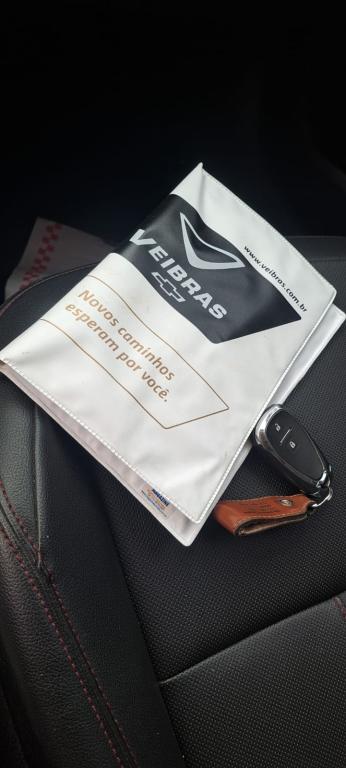 www.veibras.com.br
VEIBRAS
Novos caminhos
esperam por você.